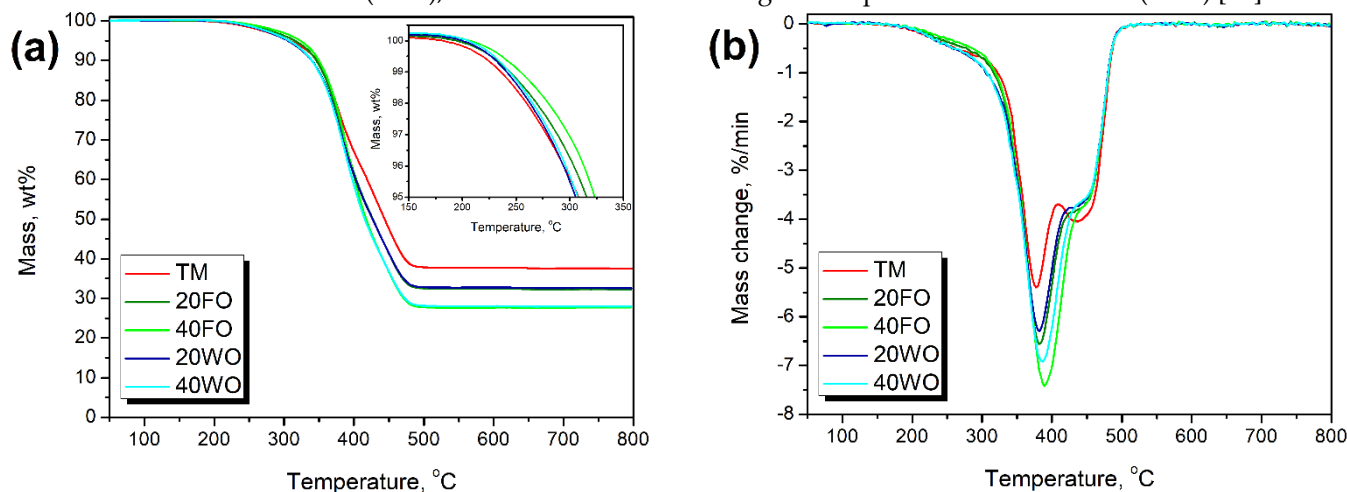 (a)
100
90
80
70
60
50
40
30
20
10
0
Mass, wt%
100
99
98
97
96
95
Mass, wt%
150 200 250 300 350
Temperature, °C
TM
20FO
40FO
20WO
40WO
100 200 300 400 500 600 700 800
Temperature, °C
(b)
0
-1
-2
-3
-4
-5
-6
-7
-8
Mass change, %/min
TM
20FO
40FO
20WO
40WO
100 200 300 400 500 600 700 800
Temperature, °C